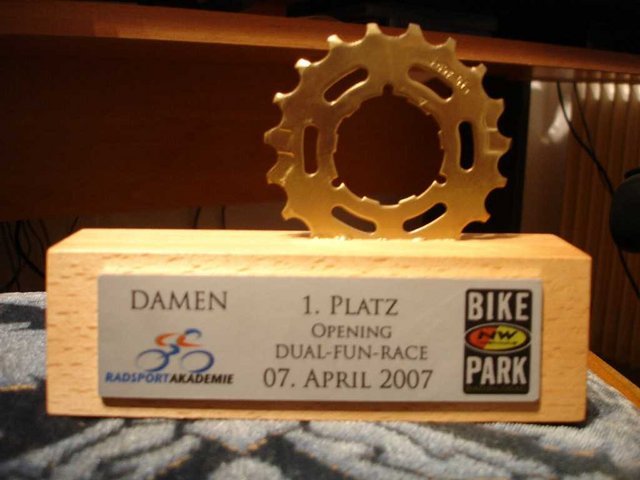 DAMEN
RADSPORTAKADEMIE
1. PLATZ
OPENING
DUAL-FUN-RACE
07. APRIL 2007
BIKE
NW
PARK